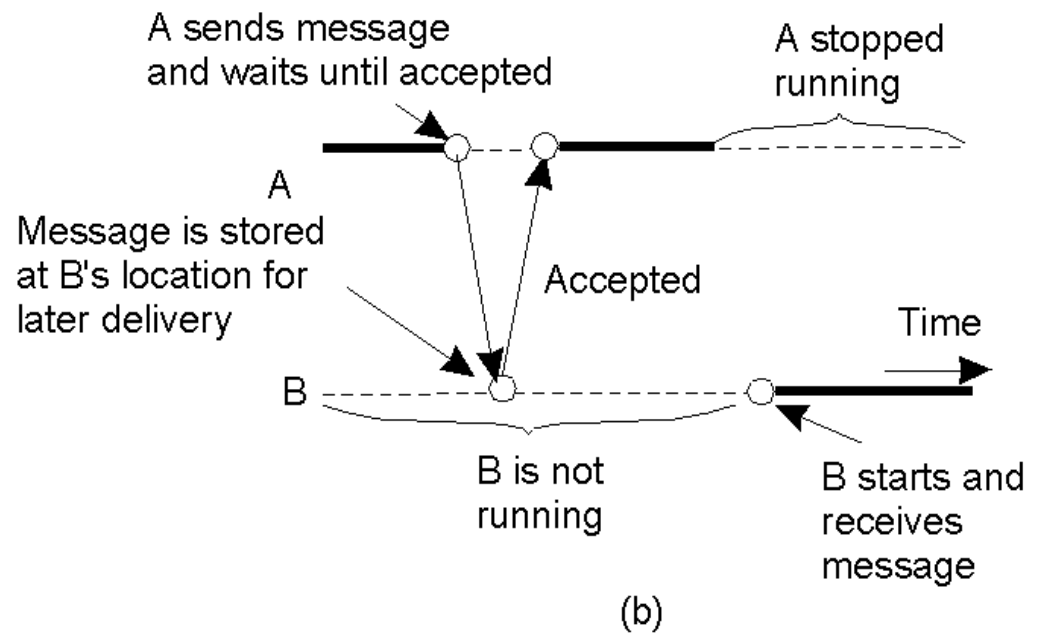 A sends message
and waits until accepted
A stopped
running
A
Message is stored
at B's location for
later delivery
Accepted
Time
B
B is not
running
B starts and
receives
message
(b)